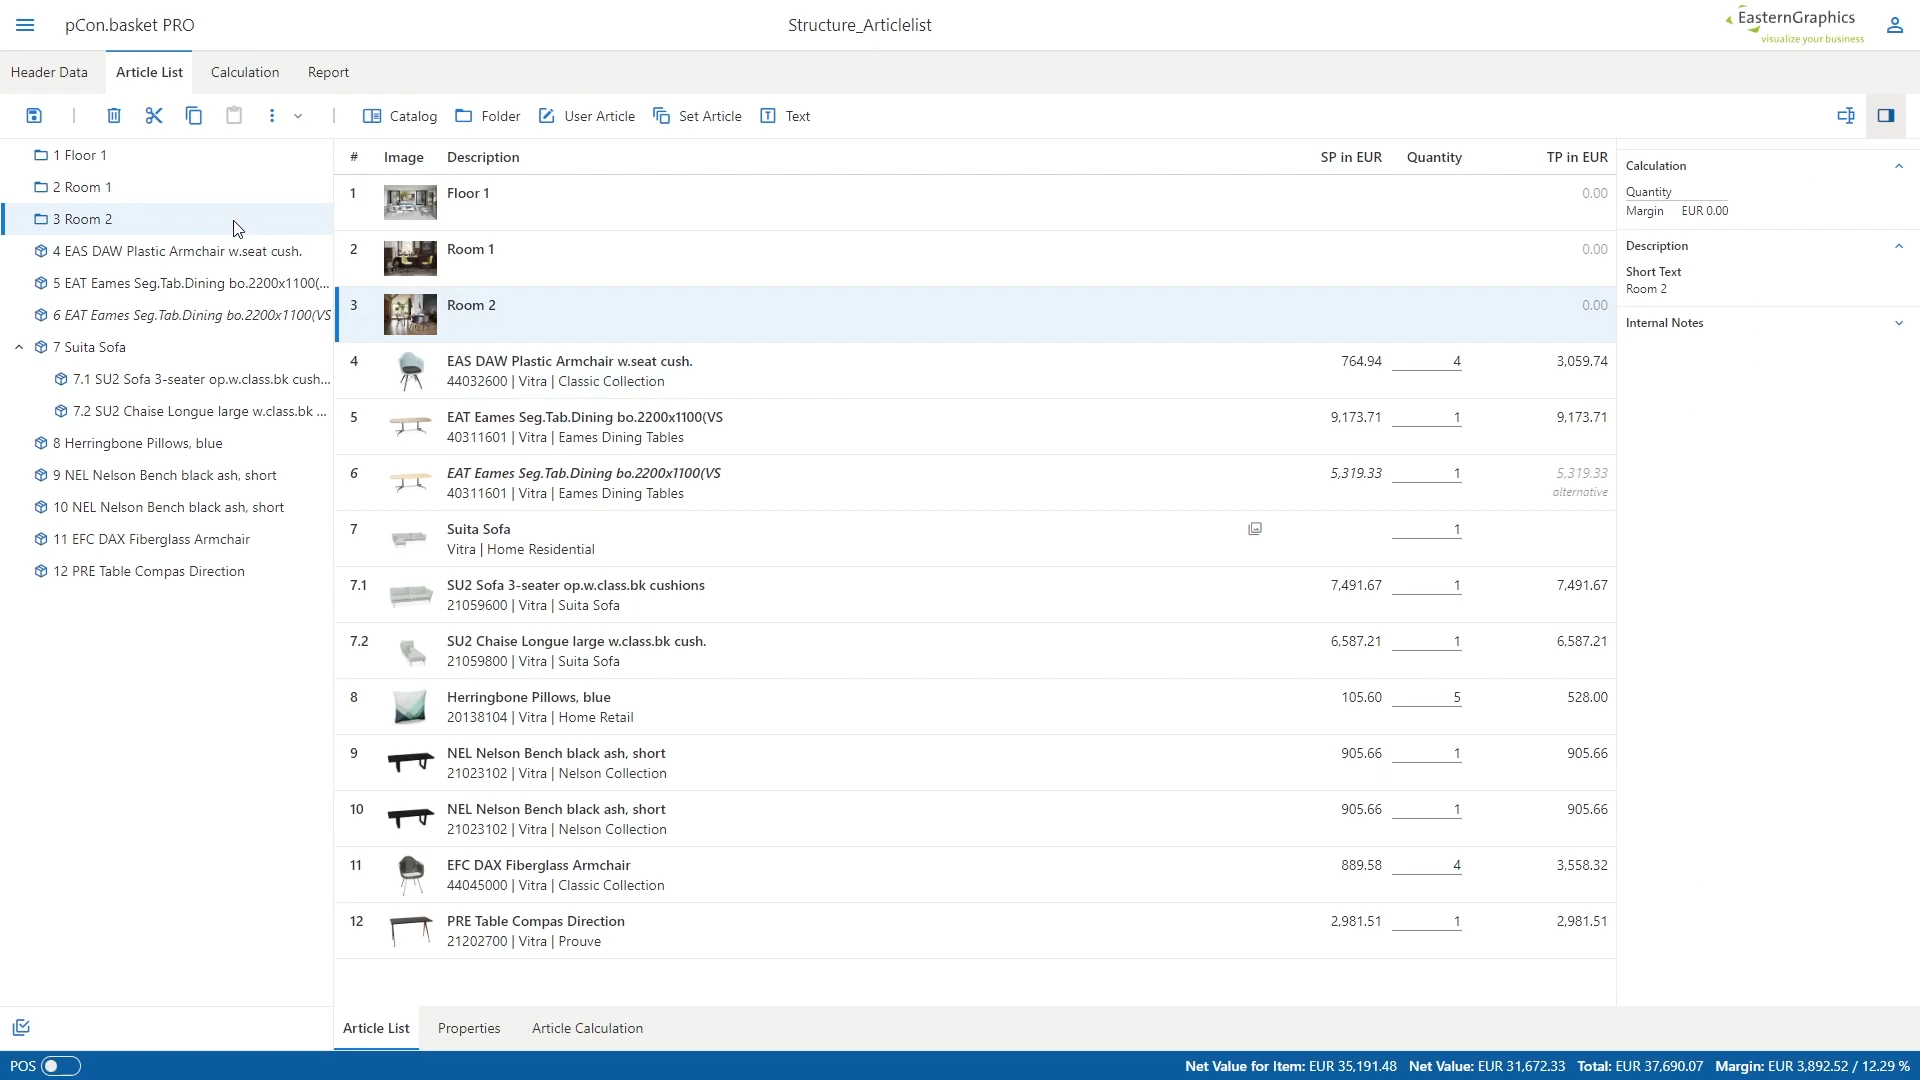 pCon.basket PRO
Structure_Articlelist
EasternGraphics
visualize your business
Header Data
Article List
Calculation
Report
Catalog
Folder
User Article
Set Article
Text
1 Floor 1
2 Room 1
3 Room 2
4 EAS DAW Plastic Armchair w.seat cush.
5 EAT Eames Seg.Tab.Dining bo.2200x1100(...
6 EAT Eames Seg.Tab.Dining bo.2200x1100(VS
7 Suita Sofa
7.1 SU2 Sofa 3-seater op.w.class.bk cush...
7.2 SU2 Chaise Longue large w.class.bk ...
8 Herringbone Pillows, blue
9 NEL Nelson Bench black ash, short
10 NEL Nelson Bench black ash, short
11 EFC DAX Fiberglass Armchair
12 PRE Table Compas Direction
# Image Description SP in EUR Quantity TP in EUR
1 Floor 1 0.00
2 Room 1 0.00
3 Room 2 0.00
4 EAS DAW Plastic Armchair w.seat cush. 764.94 4 3,059.74
44032600 | Vitra | Classic Collection
5 EAT Eames Seg.Tab.Dining bo.2200x1100(VS 9,173.71 1 9,173.71
40311601 | Vitra | Eames Dining Tables
6 EAT Eames Seg.Tab.Dining bo.2200x1100(VS 5,319.33 1 5,319.33
40311601 | Vitra | Eames Dining Tables alternative
7 Suita Sofa 1
Vitra | Home Residential
7.1 SU2 Sofa 3-seater op.w.class.bk cushions 7,491.67 1 7,491.67
21059600 | Vitra | Suita Sofa
7.2 SU2 Chaise Longue large w.class.bk cush. 6,587.21 1 6,587.21
21059800 | Vitra | Suita Sofa
8 Herringbone Pillows, blue 105.60 5 528.00
20138104 | Vitra | Home Retail
9 NEL Nelson Bench black ash, short 905.66 1 905.66
21023102 | Vitra | Nelson Collection
10 NEL Nelson Bench black ash, short 905.66 1 905.66
21023102 | Vitra | Nelson Collection
11 EFC DAX Fiberglass Armchair 889.58 4 3,558.32
44045000 | Vitra | Classic Collection
12 PRE Table Compas Direction 2,981.51 1 2,981.51
21202700 | Vitra | Prouve
Calculation
Quantity
Margin EUR 0.00
Description
Short Text
Room 2
Internal Notes
Article List
Properties
Article Calculation
POS
Net Value for Item: EUR 35,191.48 Net Value: EUR 31,672.33 Total: EUR 37,690.07 Margin: EUR 3,892.52 / 12.29 %